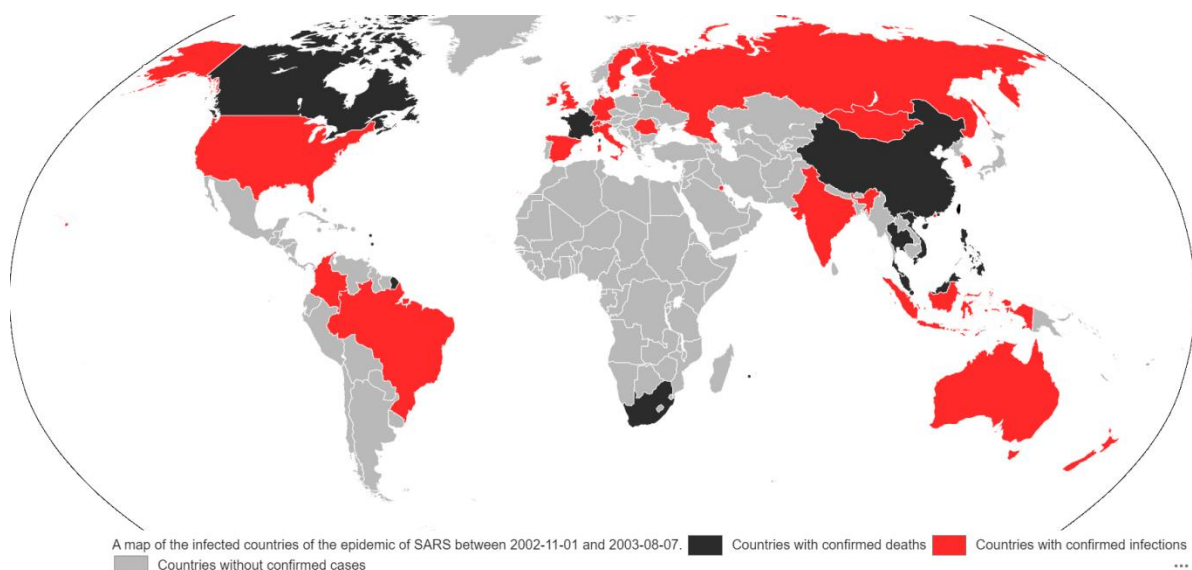 A map of the infected countries of the epidemic of SARS between 2002-11-01 and 2003-08-07. Countries with confirmed deaths Countries with confirmed infections
Countries without confirmed cases